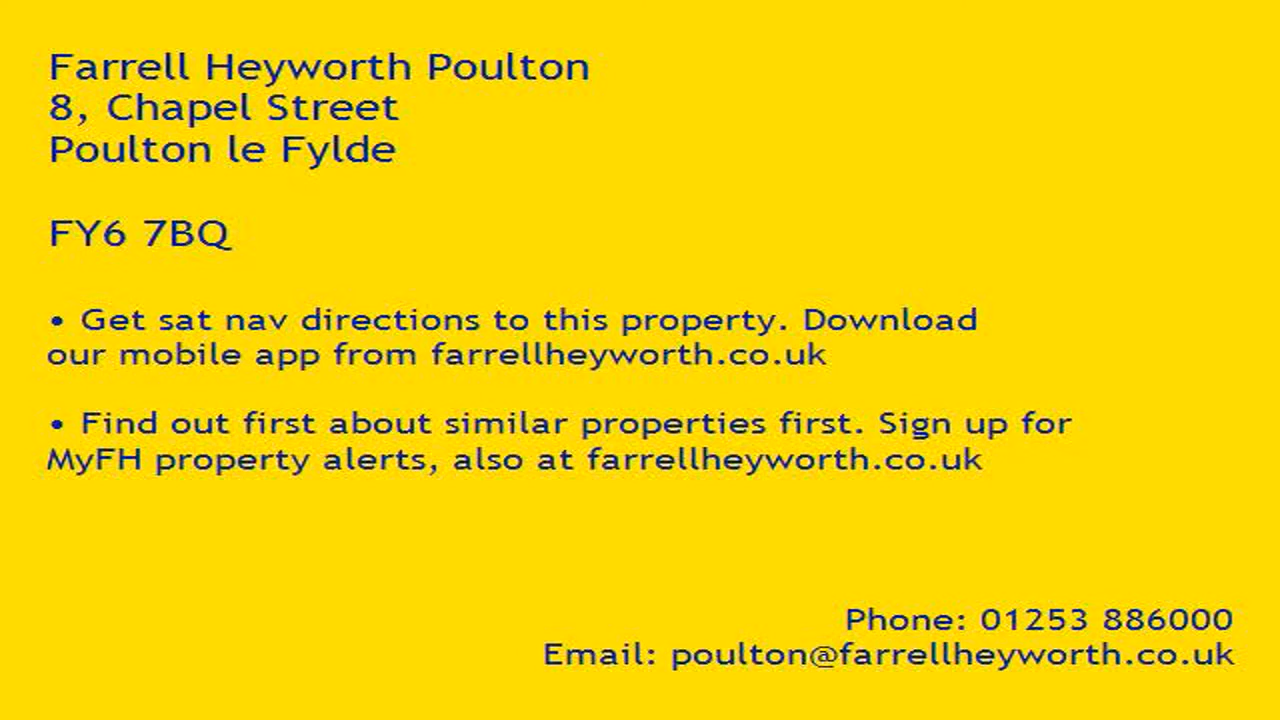 Farrell Heyworth Poulton
8, Chapel Street
Poulton le Fylde
FY6 7BQ
• Get sat nav directions to this property. Download
our mobile app from farrellheyworth.co.uk
• Find out first about similar properties first. Sign up for
MyFH property alerts, also at farrellheyworth.co.uk
Phone: 01253 886000
Email: poulton@farrellheyworth.co.uk